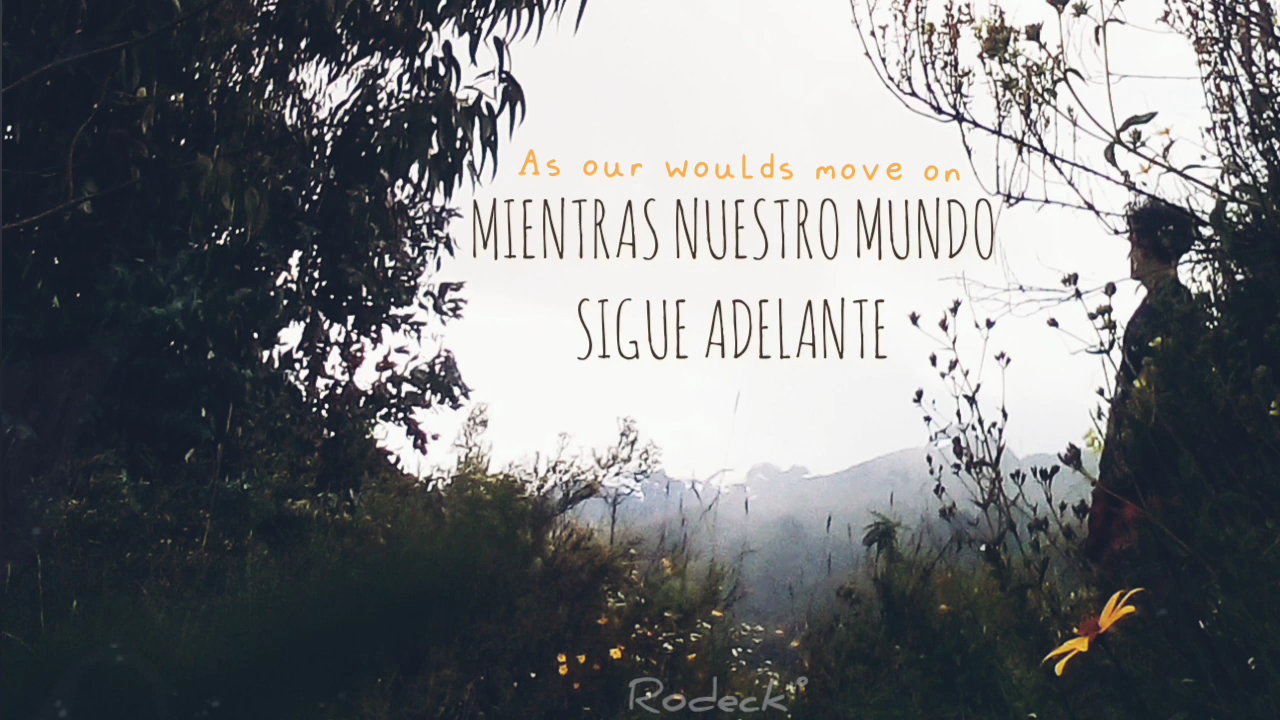 As our woulds move on
MIENTRAS NUESTRO MUNDO
SIGUE ADELANTE
Rodeck°